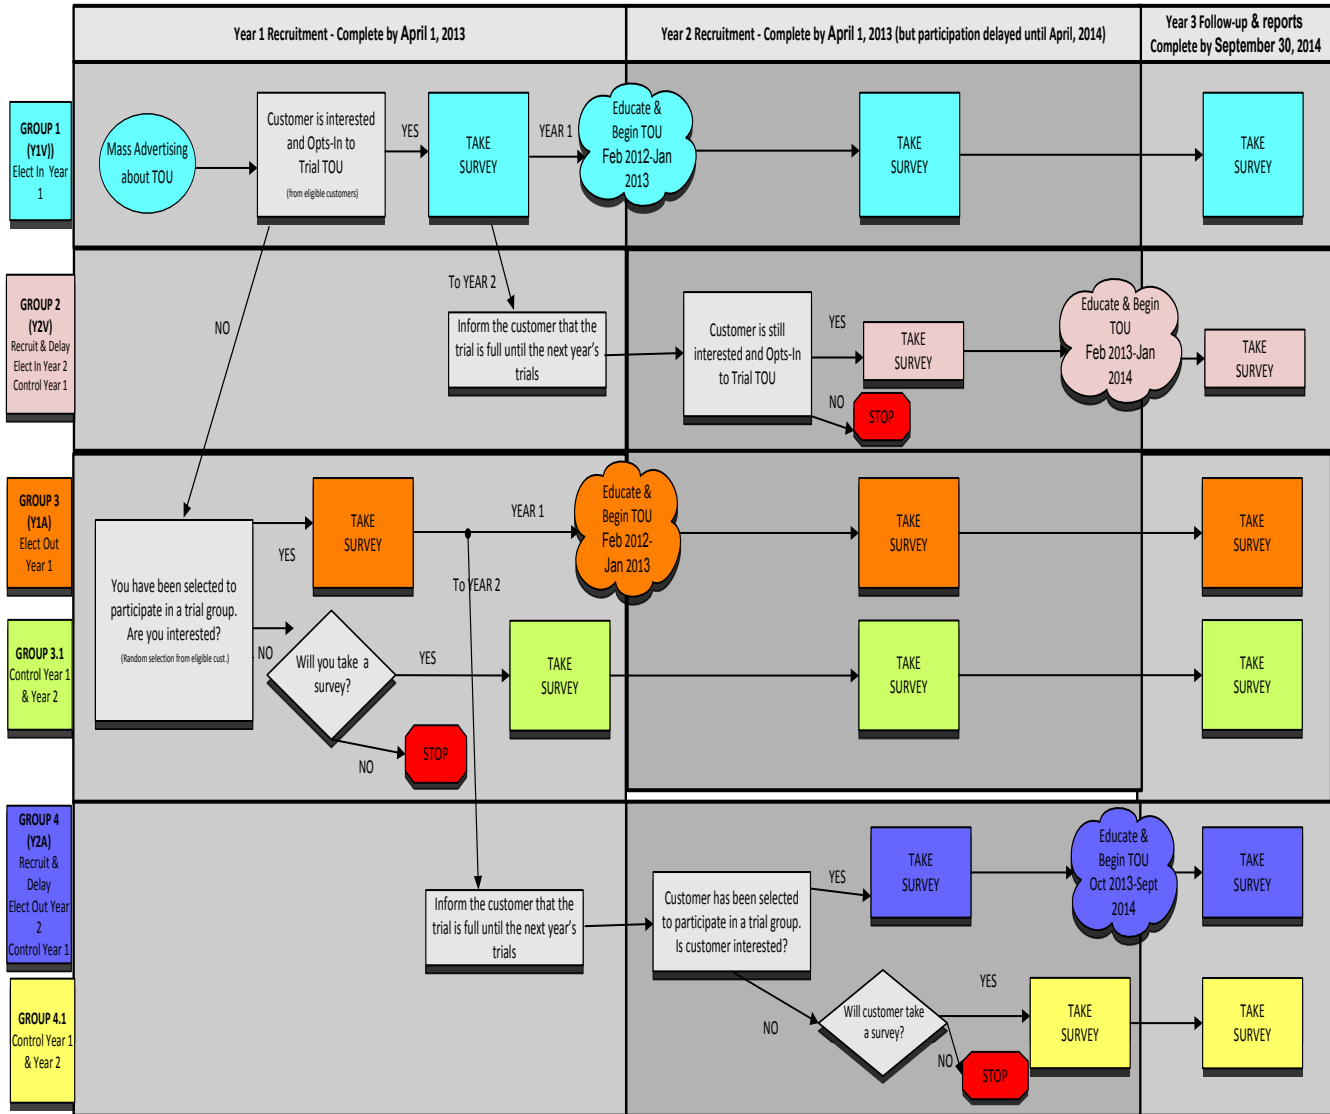 Year 1 Recruitment - Complete by April 1, 2013
Year 2 Recruitment - Complete by April 1, 2013 (but participation delayed until April, 2014)
Year 3 Follow-up & reports
Complete by September 30, 2014
GROUP 1
(Y1V))
Elect In Year
1
Mass Advertising
about TOU
Customer is interested
and Opts-In to
Trial TOU
(from eligible customers)
YES
TAKE
SURVEY
YEAR 1
Educate &
Begin TOU
Feb 2012-Jan
2013
TAKE
SURVEY
TAKE
SURVEY
GROUP 2
(Y2V)
Recruit & Delay
Elect In Year 2
Control Year 1
NO
To YEAR 2
Inform the customer that the
trial is full until the next year's
trials
Customer is still
interested and Opts-In
to Trial TOU
YES
TAKE
SURVEY
NO
STOP
Educate & Begin
TOU
Feb 2013-Jan
2014
TAKE
SURVEY
GROUP 3
(Y1A)
Elect Out
Year 1
You have been selected to
participate in a trial group.
Are you interested?
(Random selection from eligible cust.)
YES
TAKE
SURVEY
YEAR 1
To YEAR 2
Educate &
Begin TOU
Feb 2012-
Jan 2013
TAKE
SURVEY
TAKE
SURVEY
GROUP 3.1
Control Year 1
& Year 2
NO
Will you take a
survey?
YES
TAKE
SURVEY
NO
STOP
TAKE
SURVEY
TAKE
SURVEY
GROUP 4
(Y2A)
Recruit &
Delay
Elect Out Year
2
Control Year 1
Inform the customer that the
trial is full until the next year's
trials
Customer has been selected
to participate in a trial group.
Is customer interested?
YES
TAKE
SURVEY
Educate &
Begin TOU
Oct 2013-Sept
2014
TAKE
SURVEY
GROUP 4.1
Control Year 1
& Year 2
NO
Will customer take
a survey?
YES
NO
STOP
TAKE
SURVEY
TAKE
SURVEY